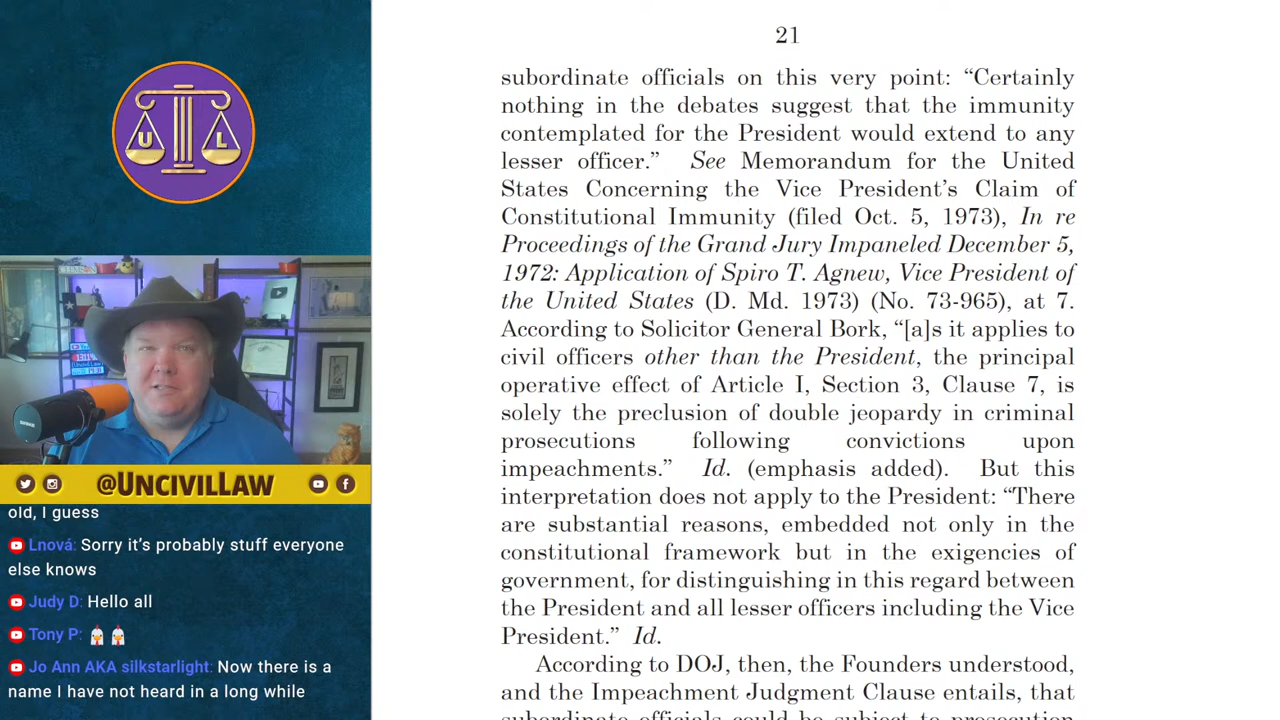 U L
@UNCIVILLAW
old, I guess
Lnová: Sorry it’s probably stuff everyone
else knows
Judy D: Hello all
Tony P: 🐔🐔
Jo Ann AKA silkstarlight: Now there is a
name I have not heard in a long while
21
subordinate officials on this very point: “Certainly
nothing in the debates suggest that the immunity
contemplated for the President would extend to any
lesser officer.” See Memorandum for the United
States Concerning the Vice President’s Claim of
Constitutional Immunity (filed Oct. 5, 1973), In re
Proceedings of the Grand Jury Impaneled December 5,
1972: Application of Spiro T. Agnew, Vice President of
the United States (D. Md. 1973) (No. 73-965), at 7.
According to Solicitor General Bork, “[a]s it applies to
civil officers other than the President, the principal
operative effect of Article I, Section 3, Clause 7, is
solely the preclusion of double jeopardy in criminal
prosecutions following convictions upon
impeachments.” Id. (emphasis added). But this
interpretation does not apply to the President: “There
are substantial reasons, embedded not only in the
constitutional framework but in the exigencies of
government, for distinguishing in this regard between
the President and all lesser officers including the Vice
President.” Id.
According to DOJ, then, the Founders understood,
and the Impeachment Judgment Clause entails, that
subordinate officials could be subject to prosecution